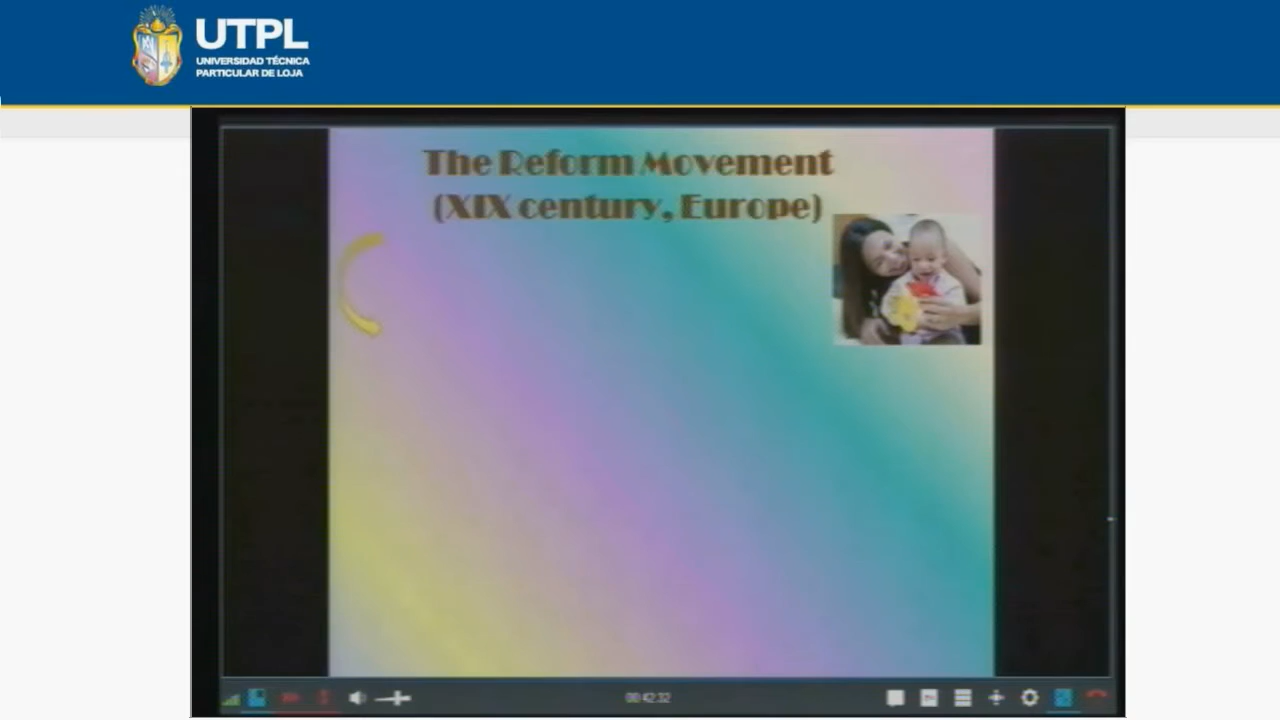 UTPL
UNIVERSIDAD TÉCNICA
PARTICULAR DE LOJA
The Reform Movement
(XIX century, Europe)
00:42:32